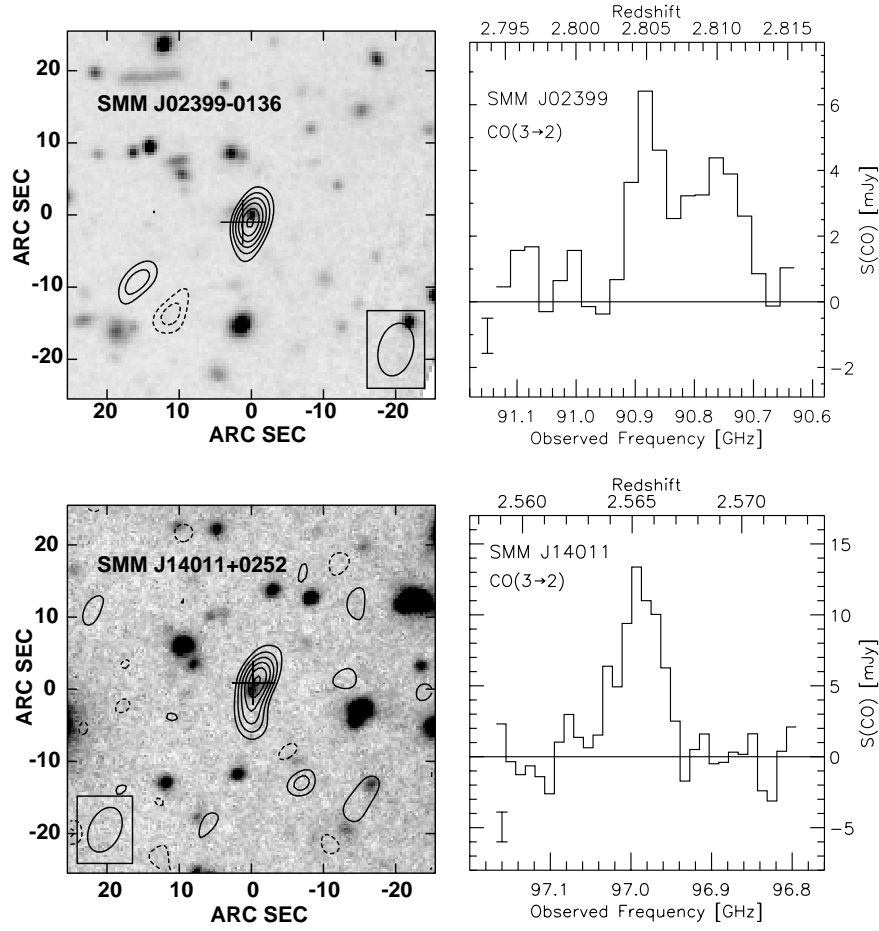 Redshift
2.795 2.800 2.805 2.810 2.815
SMM J02399-0136
ARC SEC
20
10
0
-10
-20
20 10 0 -10 -20
ARC SEC
SMM J02399
CO(3→2)
6
4
2
0
−2
S(CO) [mJy]
91.1 91.0 90.9 90.8 90.7 90.6
Observed Frequency [GHz]
Redshift
2.560 2.565 2.570
SMM J14011+0252
ARC SEC
20
10
0
-10
-20
20 10 0 -10 -20
ARC SEC
SMM J14011
CO(3→2)
15
10
5
0
−5
S(CO) [mJy]
97.1 97.0 96.9 96.8
Observed Frequency [GHz]